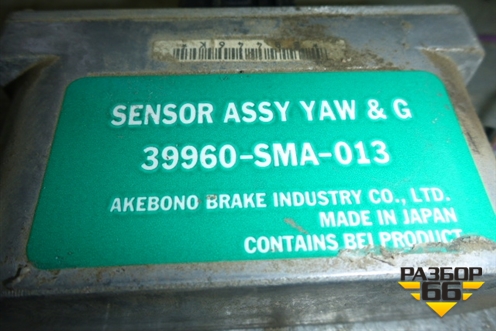 SENSOR ASSY YAW & G
39960-SMA-013
AKEBONO BRAKE INDUSTRY CO., LTD.
MADE IN JAPAN
CONTAINS BEI PRODUCT
РАЗБОР
66